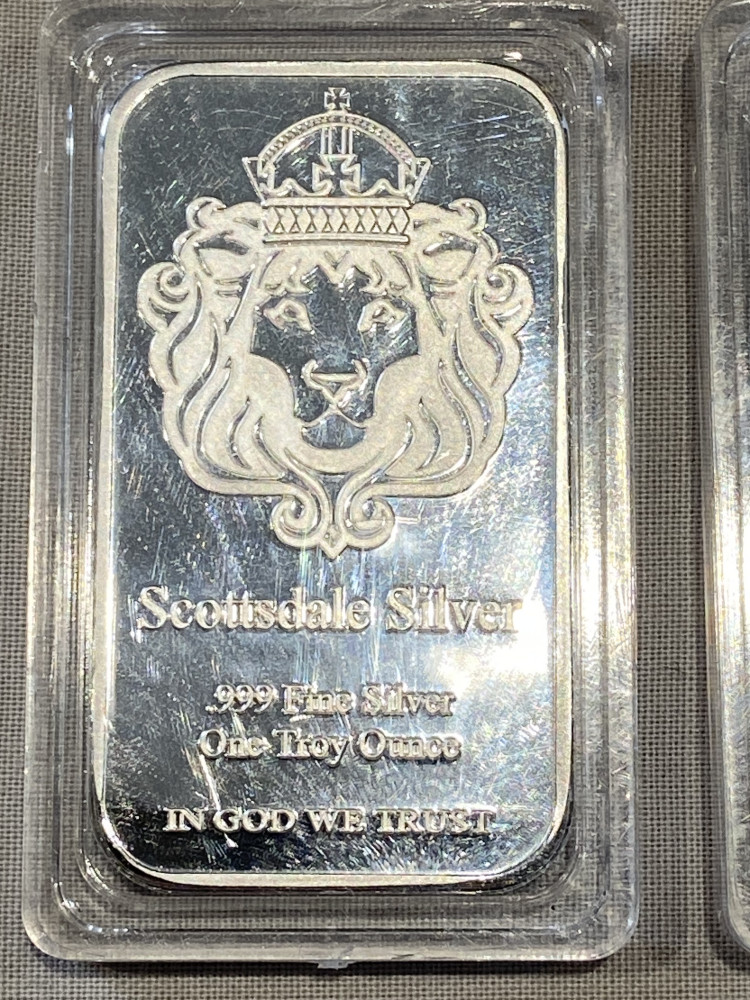 Scottsdale Silver
.999 Fine Silver
One Troy Ounce
IN GOD WE TRUST